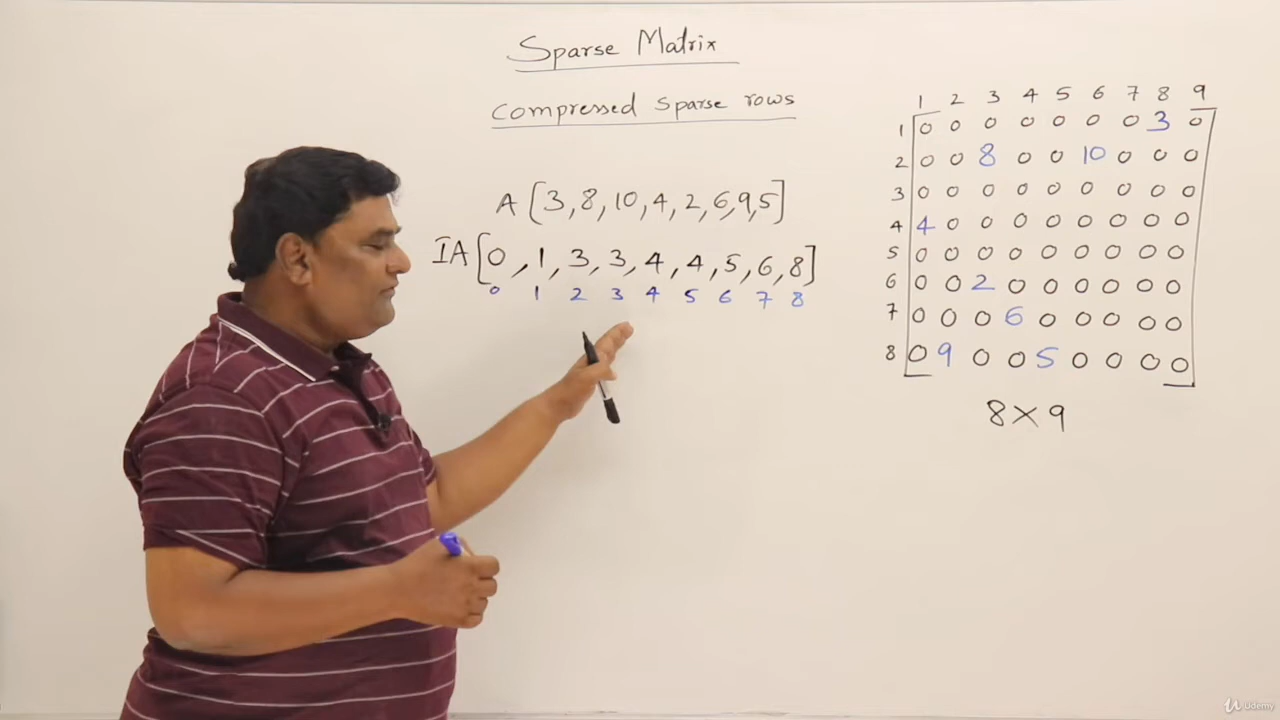 Sparse Matrix
Compressed Sparse rows
A [3, 8, 10, 4, 2, 6, 9, 5]
IA [0, 1, 3, 3, 4, 4, 5, 6, 8]
0 1 2 3 4 5 6 7 8
1 2 3 4 5 6 7 8 9
1 0 0 0 0 0 0 0 3 0
2 0 0 8 0 0 10 0 0 0
3 0 0 0 0 0 0 0 0 0
4 4 0 0 0 0 0 0 0 0
5 0 0 0 0 0 0 0 0 0
6 0 0 2 0 0 0 0 0 0
7 0 0 0 6 0 0 0 0 0
8 0 9 0 0 5 0 0 0 0
8 × 9
Udemy